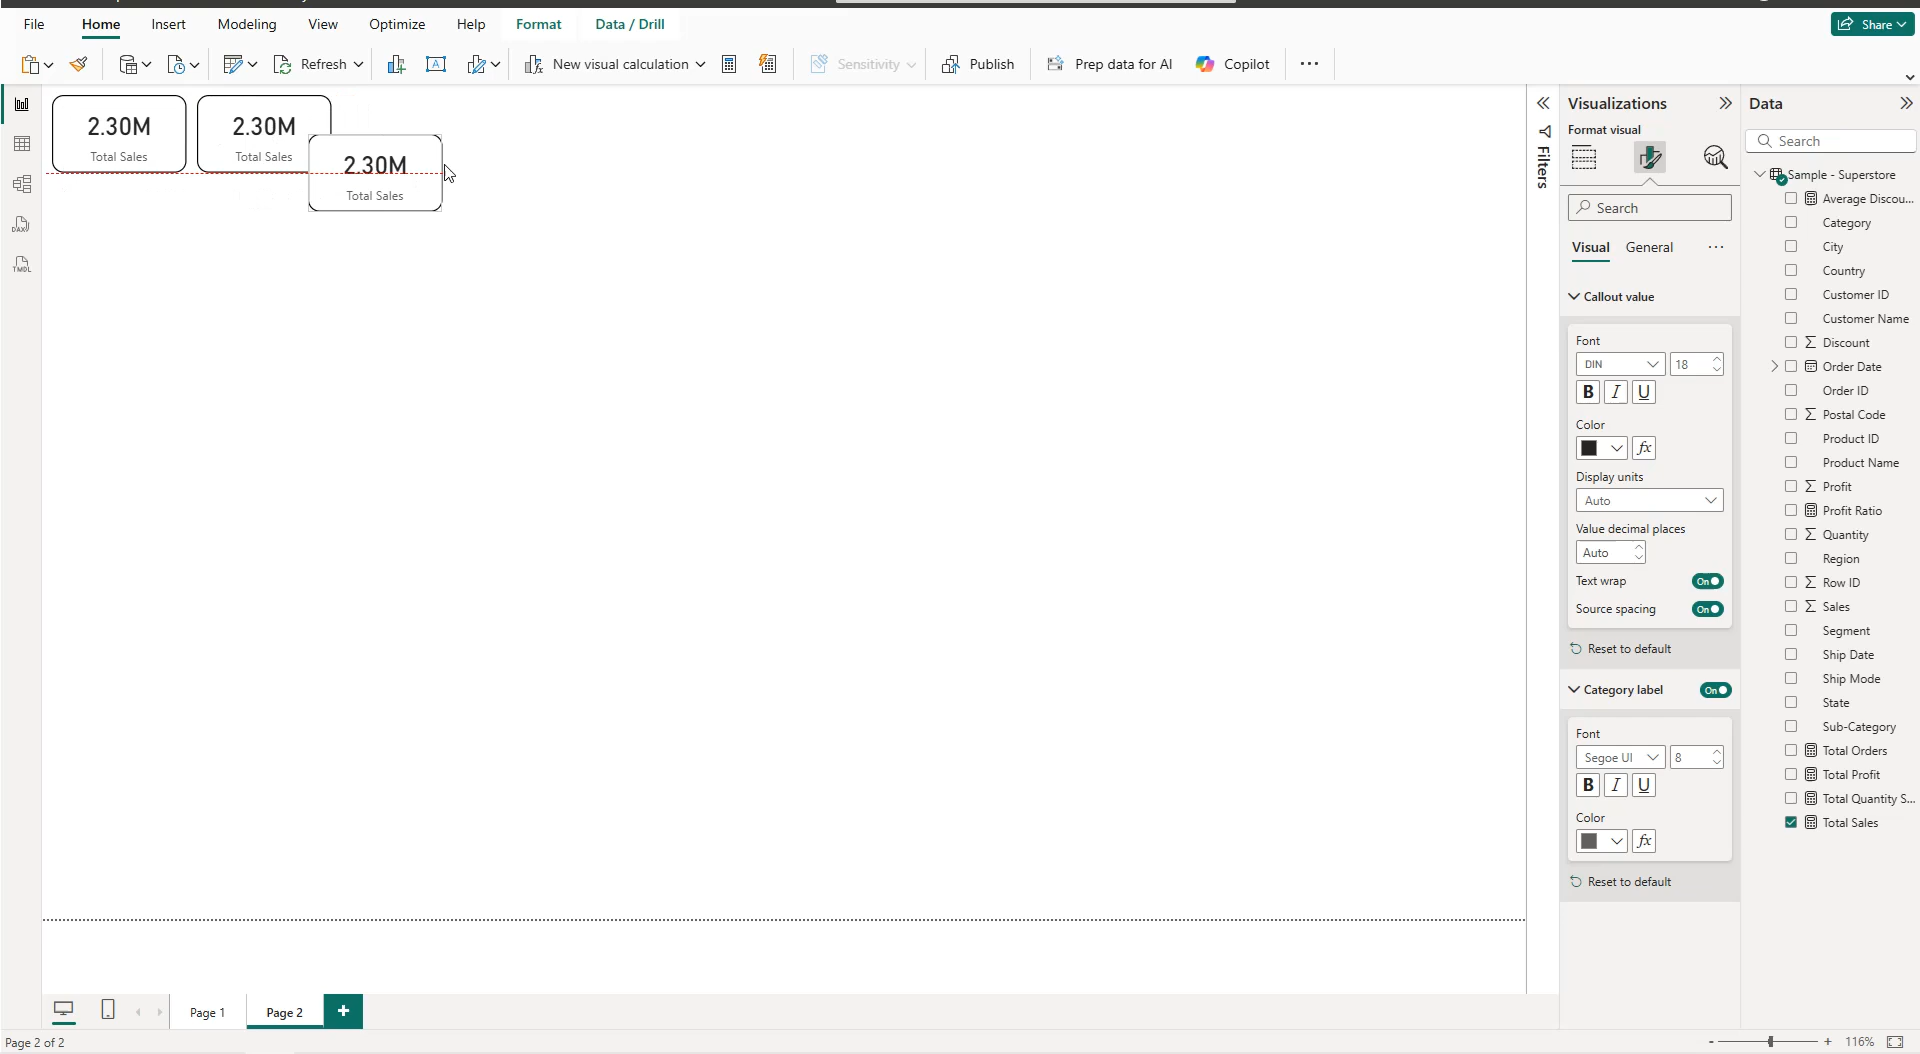 File Home Insert Modeling View Optimize Help Format Data / Drill Share
Refresh New visual calculation Sensitivity Publish Prep data for AI Copilot ...
2.30M
Total Sales
2.30M
Total Sales
2.30M
Total Sales
Filters
Visualizations
Format visual
Search
Visual General ...
Callout value
Font
DIN 18
B I U
Color
fx
Display units
Auto
Value decimal places
Auto
Text wrap On
Source spacing On
Reset to default
Category label On
Font
Segoe UI 8
B I U
Color
fx
Reset to default
Data
Search
Sample - Superstore
Average Discou...
Category
City
Country
Customer ID
Customer Name
Discount
Order Date
Order ID
Postal Code
Product ID
Product Name
Profit
Profit Ratio
Quantity
Region
Row ID
Sales
Segment
Ship Date
Ship Mode
State
Sub-Category
Total Orders
Total Profit
Total Quantity S...
Total Sales
DAX
TMDL
Page 1 Page 2 +
Page 2 of 2
- + 116%